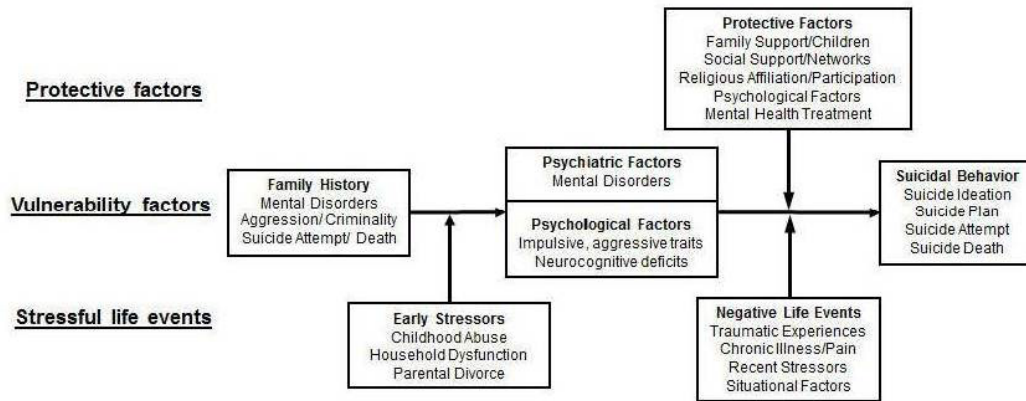 Protective Factors
Family Support/Children
Social Support/Networks
Religious Affiliation/Participation
Psychological Factors
Mental Health Treatment
Protective factors
Vulnerability factors
Stressful life events
Family History
Mental Disorders
Aggression/ Criminality
Suicide Attempt/ Death
Psychiatric Factors
Mental Disorders
Psychological Factors
Impulsive, aggressive traits
Neurocognitive deficits
Suicidal Behavior
Suicide Ideation
Suicide Plan
Suicide Attempt
Suicide Death
Early Stressors
Childhood Abuse
Household Dysfunction
Parental Divorce
Negative Life Events
Traumatic Experiences
Chronic Illness/Pain
Recent Stressors
Situational Factors